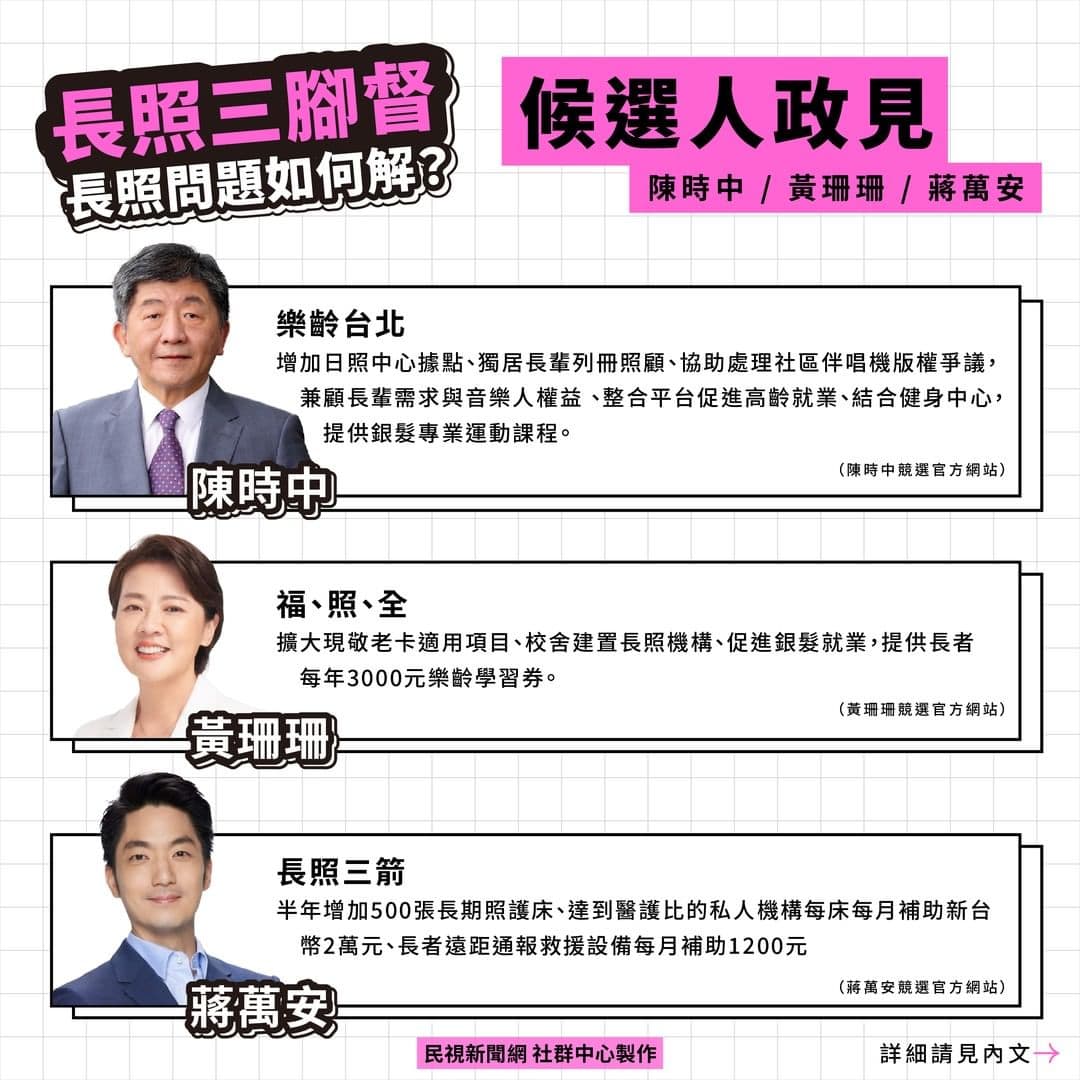 長照三腳督
長照問題如何解？
候選人政見
陳時中 / 黃珊珊 / 蔣萬安
樂齡台北
增加日照中心據點、獨居長輩列冊照顧、協助處理社區伴唱機版權爭議，
兼顧長輩需求與音樂人權益 、整合平台促進高齡就業、結合健身中心，
提供銀髮專業運動課程。
（陳時中競選官方網站）
陳時中
福、照、全
擴大現敬老卡適用項目、校舍建置長照機構、促進銀髮就業，提供長者
每年3000元樂齡學習券。
（黃珊珊競選官方網站）
黃珊珊
長照三箭
半年增加500張長期照護床、達到醫護比的私人機構每床每月補助新台
幣2萬元、長者遠距通報救援設備每月補助1200元
（蔣萬安競選官方網站）
蔣萬安
民視新聞網 社群中心製作
詳細請見內文→